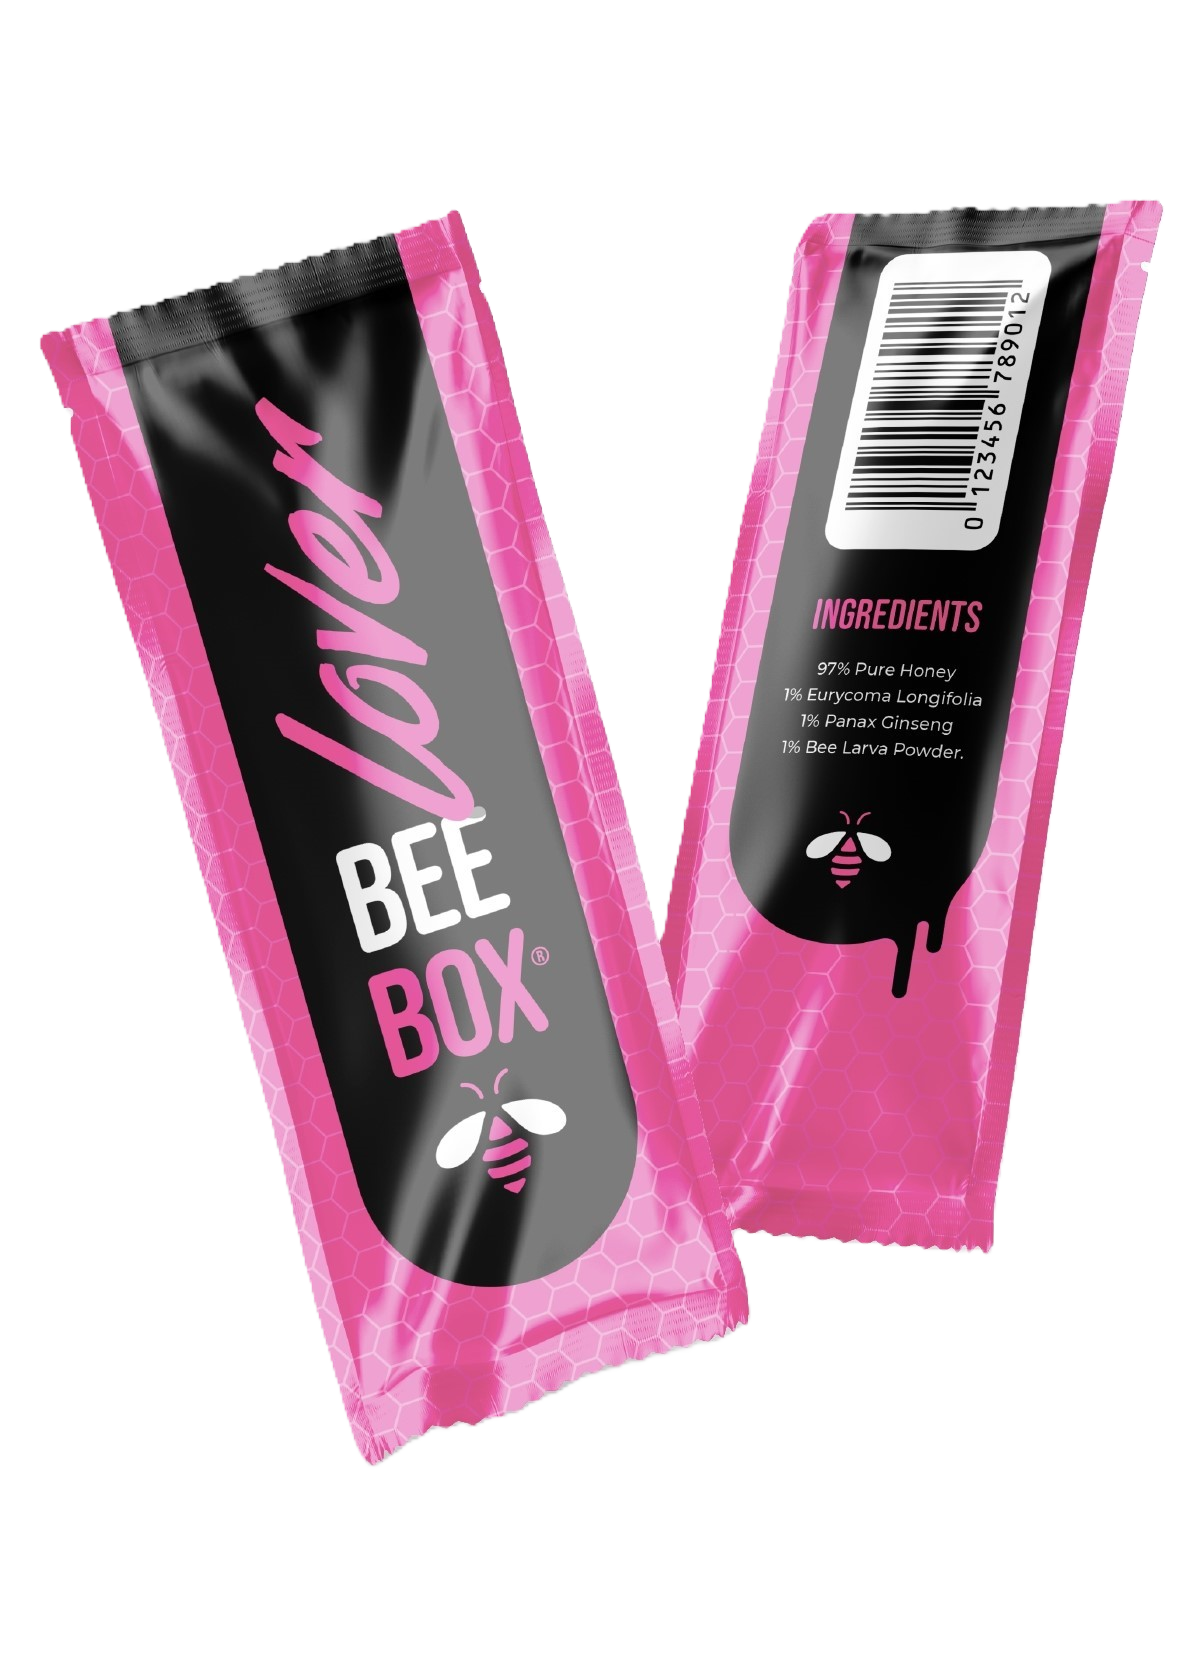 lover
BEE
BOX®
0 123456 789012
INGREDIENTS
97% Pure Honey
1% Eurycoma Longifolia
1% Panax Ginseng
1% Bee Larva Powder.